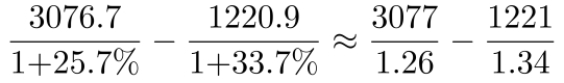 3076.7/(1+25.7%) − 1220.9/(1+33.7%) ≈ 3077/1.26 − 1221/1.34